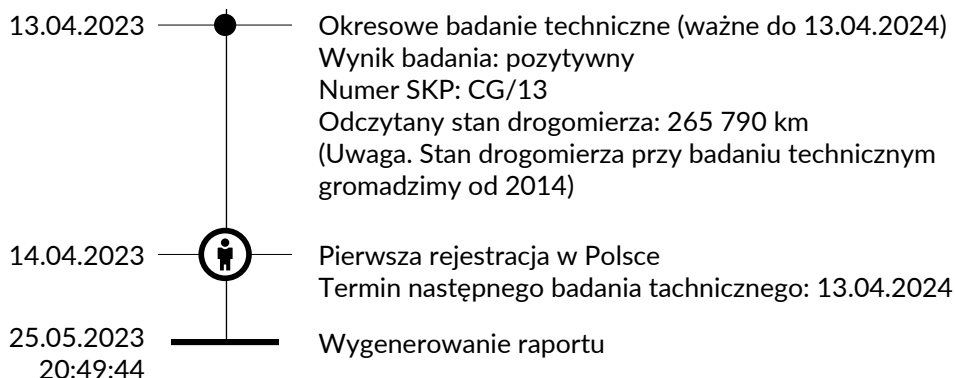 13.04.2023
Okresowe badanie techniczne (ważne do 13.04.2024)
Wynik badania: pozytywny
Numer SKP: CG/13
Odczytany stan drogomierza: 265 790 km
(Uwaga. Stan drogomierza przy badaniu technicznym
gromadzimy od 2014)
14.04.2023
Pierwsza rejestracja w Polsce
Termin następnego badania tachnicznego: 13.04.2024
25.05.2023
20:49:44
Wygenerowanie raportu